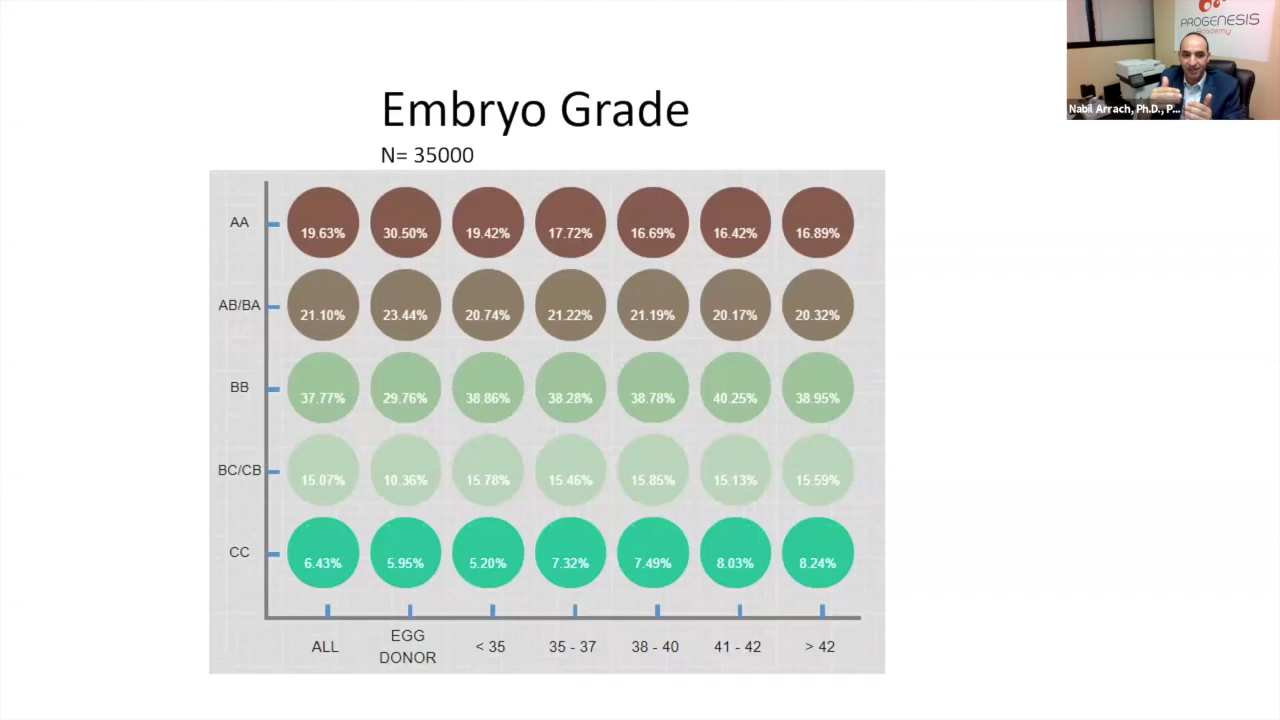 PROGENESIS
Academy
Nabil Arrach, Ph.D., P...
Embryo Grade
N= 35000
AA
19.63% 30.50% 19.42% 17.72% 16.69% 16.42% 16.89%
AB/BA
21.10% 23.44% 20.74% 21.22% 21.19% 20.17% 20.32%
BB
37.77% 29.76% 38.86% 38.28% 38.78% 40.25% 38.95%
BC/CB
15.07% 10.36% 15.78% 15.46% 15.85% 15.13% 15.59%
CC
6.43% 5.95% 5.20% 7.32% 7.49% 8.03% 8.24%
ALL
EGG
DONOR
< 35
35 - 37
38 - 40
41 - 42
> 42